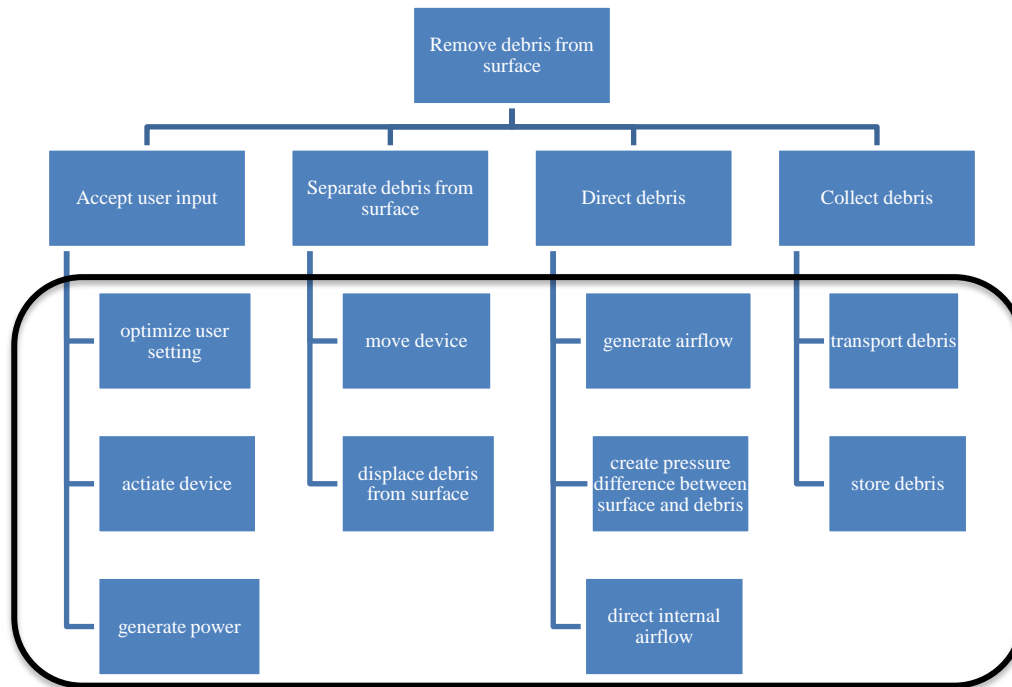 Remove debris from
surface
Accept user input
Separate debris from
surface
Direct debris
Collect debris
optimize user
setting
move device
generate airflow
transport debris
actiate device
displace debris
from surface
create pressure
difference between
surface and debris
store debris
generate power
direct internal
airflow